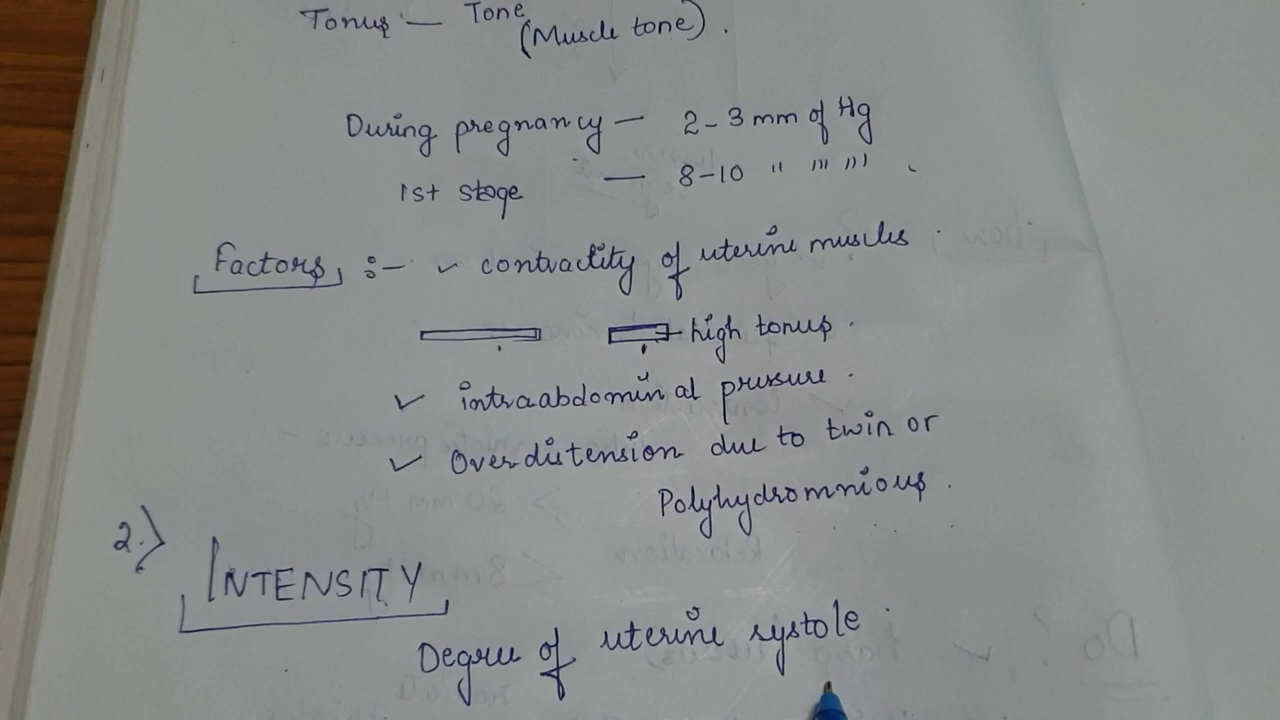 Tonus — Tone
(Muscle tone).
During pregnancy — 2-3 mm of Hg
1st stage — 8-10 " "' "' .
Factors :- ✓ contractity of uterine muscles .
high tonus .
✓ intraabdominal pressure .
✓ Overdistension due to twin or
Polyhydromnious .
2.)
INTENSITY
Degree of uterine systole .